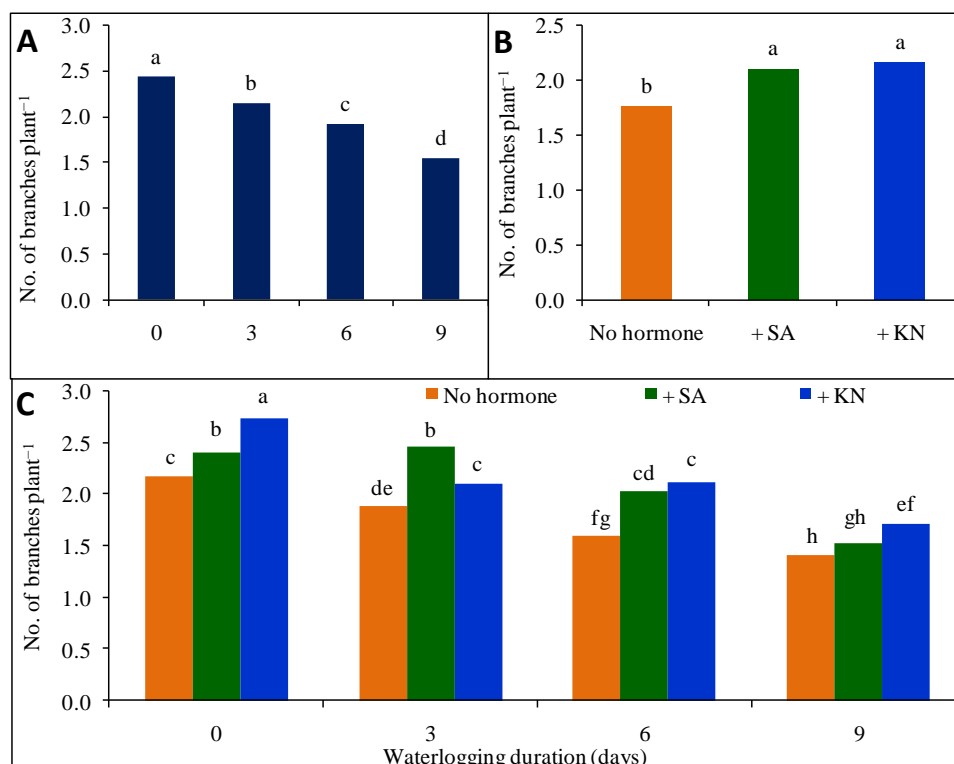 A
No. of branches plant⁻¹
3.0
2.5
2.0
1.5
1.0
0.5
0.0
a
b
c
d
0 3 6 9
B
No. of branches plant⁻¹
2.5
2.0
1.5
1.0
0.5
0.0
b
a
a
No hormone + SA + KN
C
No hormone + SA + KN
No. of branches plant⁻¹
3.0
2.5
2.0
1.5
1.0
0.5
0.0
c b a
de b c
fg cd c
h gh ef
0 3 6 9
Waterlogging duration (days)